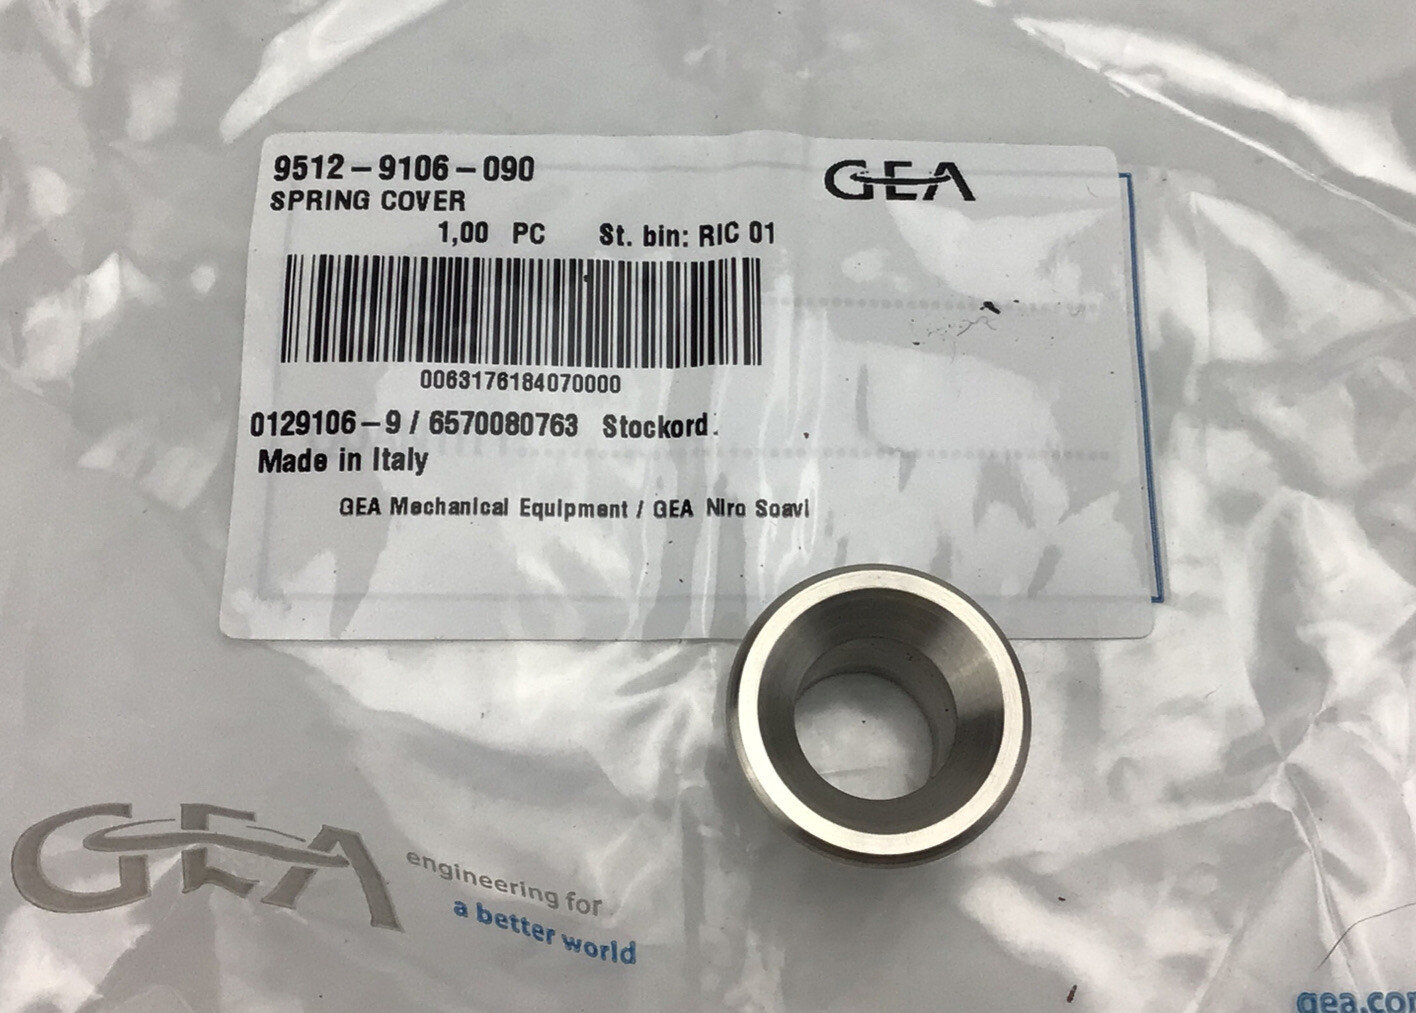 9512-9106-090
GEA
SPRING COVER
1,00 PC St. bin: RIC 01
0063176184070000
0129106-9 / 6570080763 Stockord.
Made in Italy
GEA Mechanical Equipment / GEA Niro Soavi
GEA
engineering for
a better world
gea.com